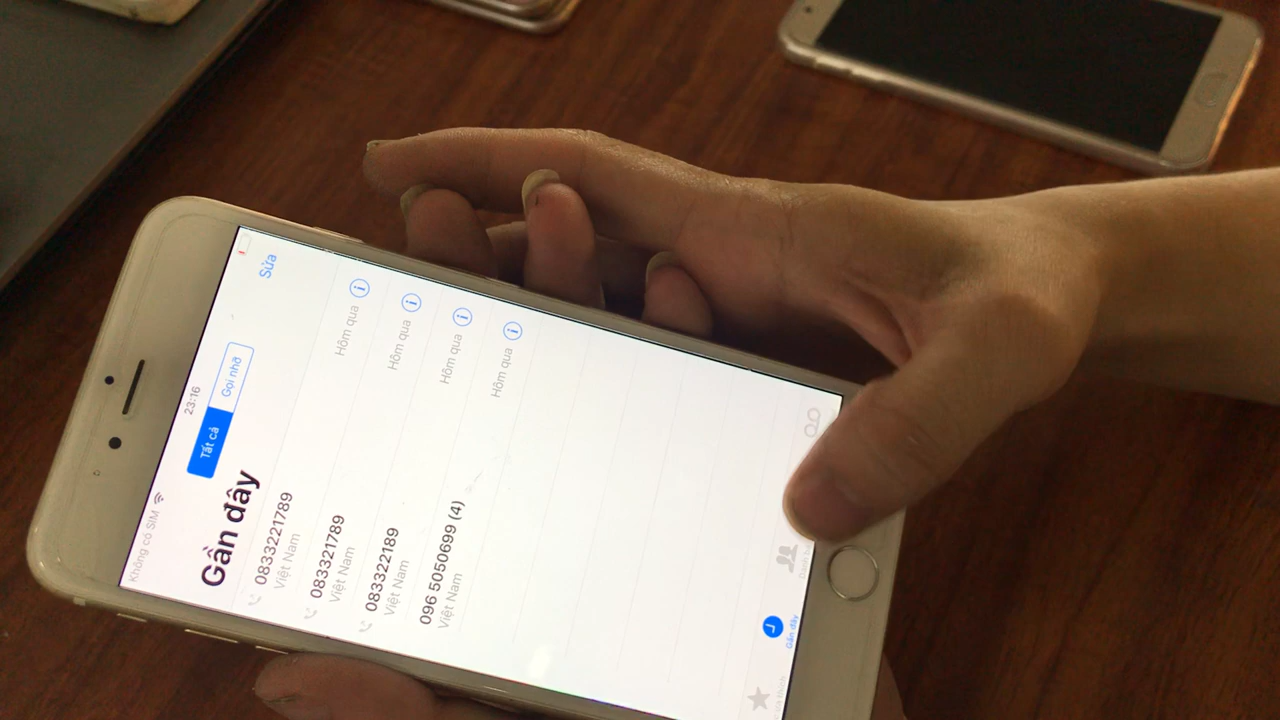 Không có SIM
23:16
Sửa
Tất cả
Gọi nhỡ
Gần đây
0833221789
Việt Nam
Hôm qua
083321789
Việt Nam
Hôm qua
083322189
Việt Nam
Hôm qua
096 5050699 (4)
Việt Nam
Hôm qua
Gần đây